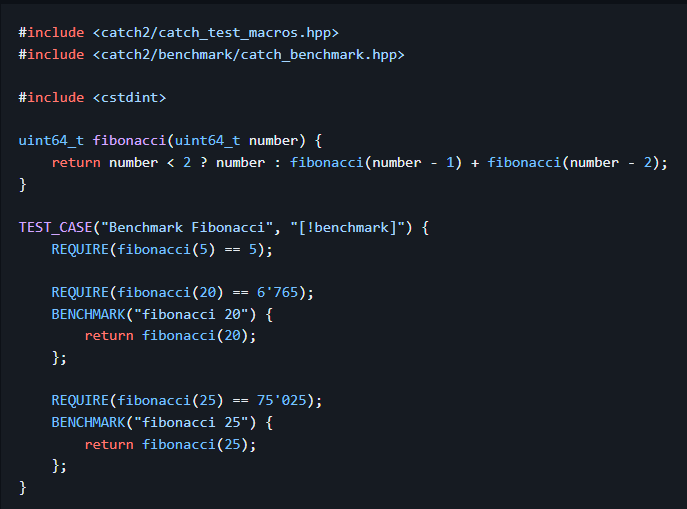 #include <catch2/catch_test_macros.hpp>
#include <catch2/benchmark/catch_benchmark.hpp>

#include <cstdint>

uint64_t fibonacci(uint64_t number) {
    return number < 2 ? number : fibonacci(number - 1) + fibonacci(number - 2);
}

TEST_CASE("Benchmark Fibonacci", "[!benchmark]") {
    REQUIRE(fibonacci(5) == 5);

    REQUIRE(fibonacci(20) == 6'765);
    BENCHMARK("fibonacci 20") {
        return fibonacci(20);
    };

    REQUIRE(fibonacci(25) == 75'025);
    BENCHMARK("fibonacci 25") {
        return fibonacci(25);
    };
}